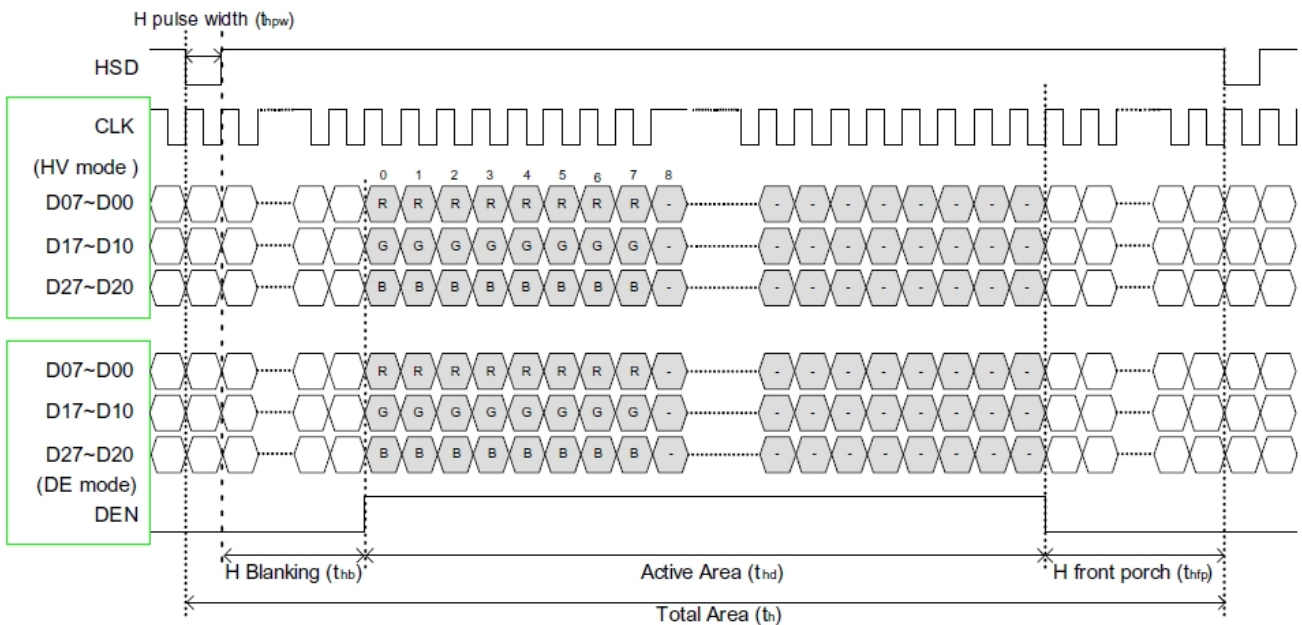 H pulse width (thpw)
HSD
CLK
(HV mode )
0 1 2 3 4 5 6 7 8
D07~D00 R R R R R R R R - - - - - - - - -
D17~D10 G G G G G G G G - - - - - - - - -
D27~D20 B B B B B B B B - - - - - - - - -
D07~D00 R R R R R R R R - - - - - - - - -
D17~D10 G G G G G G G G - - - - - - - - -
D27~D20 B B B B B B B B - - - - - - - - -
(DE mode)
DEN
H Blanking (thb) Active Area (thd) H front porch (thfp)
Total Area (th)